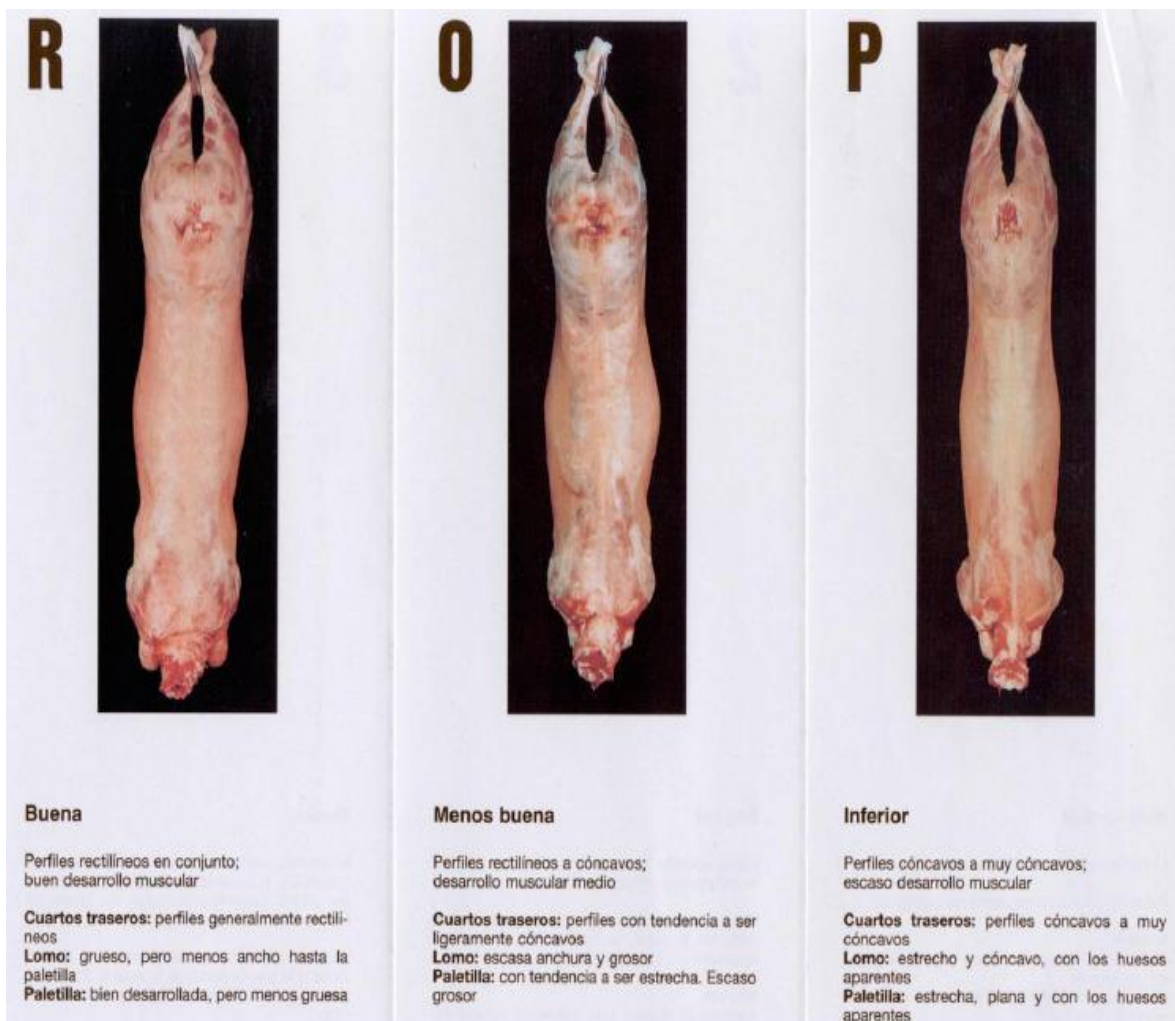 R
Buena
Perfiles rectilíneos en conjunto;
buen desarrollo muscular
Cuartos traseros: perfiles generalmente rectilí-
neos
Lomo: grueso, pero menos ancho hasta la
paletilla
Paletilla: bien desarrollada, pero menos gruesa
O
Menos buena
Perfiles rectilíneos a cóncavos;
desarrollo muscular medio
Cuartos traseros: perfiles con tendencia a ser
ligeramente cóncavos
Lomo: escasa anchura y grosor
Paletilla: con tendencia a ser estrecha. Escaso
grosor
P
Inferior
Perfiles cóncavos a muy cóncavos;
escaso desarrollo muscular
Cuartos traseros: perfiles cóncavos a muy
cóncavos
Lomo: estrecho y cóncavo, con los huesos
aparentes
Paletilla: estrecha, plana y con los huesos
aparentes